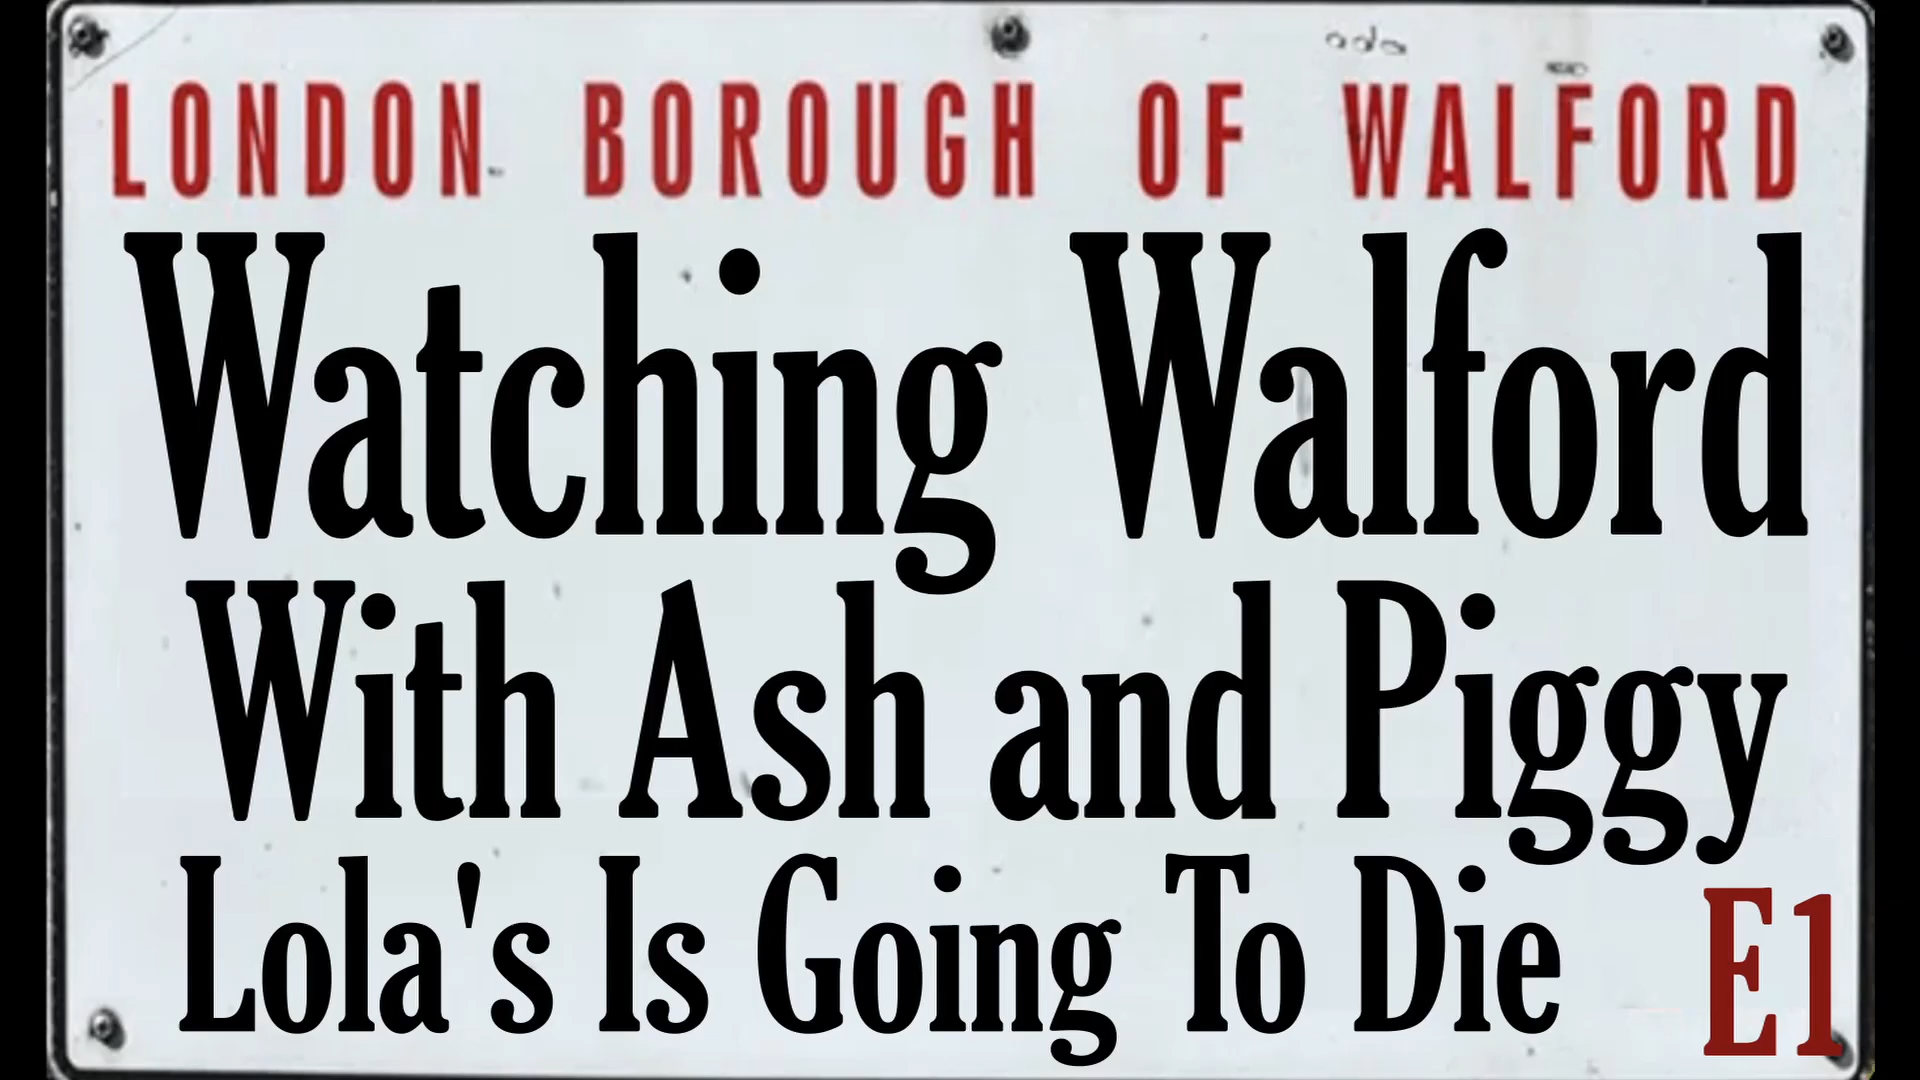 LONDON BOROUGH OF WALFORD
Watching Walford
With Ash and Piggy
Lola's Is Going To Die
E1